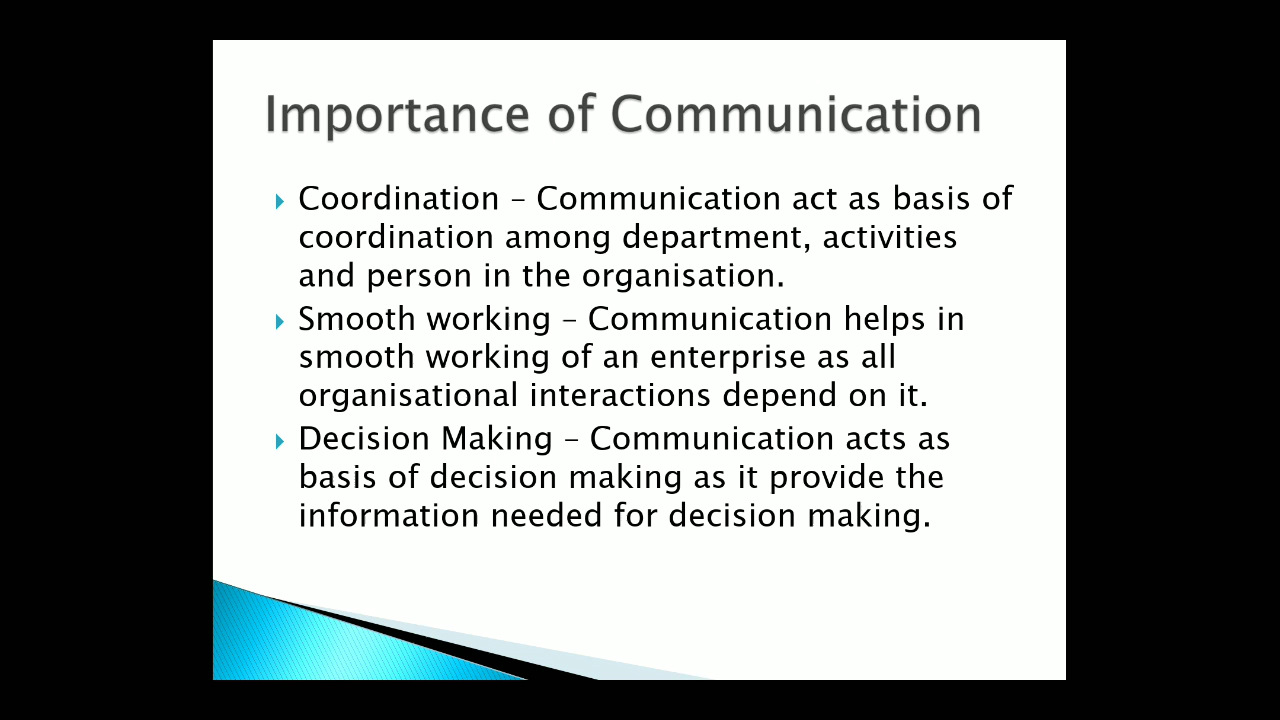 Importance of Communication
Coordination – Communication act as basis of
coordination among department, activities
and person in the organisation.
Smooth working – Communication helps in
smooth working of an enterprise as all
organisational interactions depend on it.
Decision Making – Communication acts as
basis of decision making as it provide the
information needed for decision making.